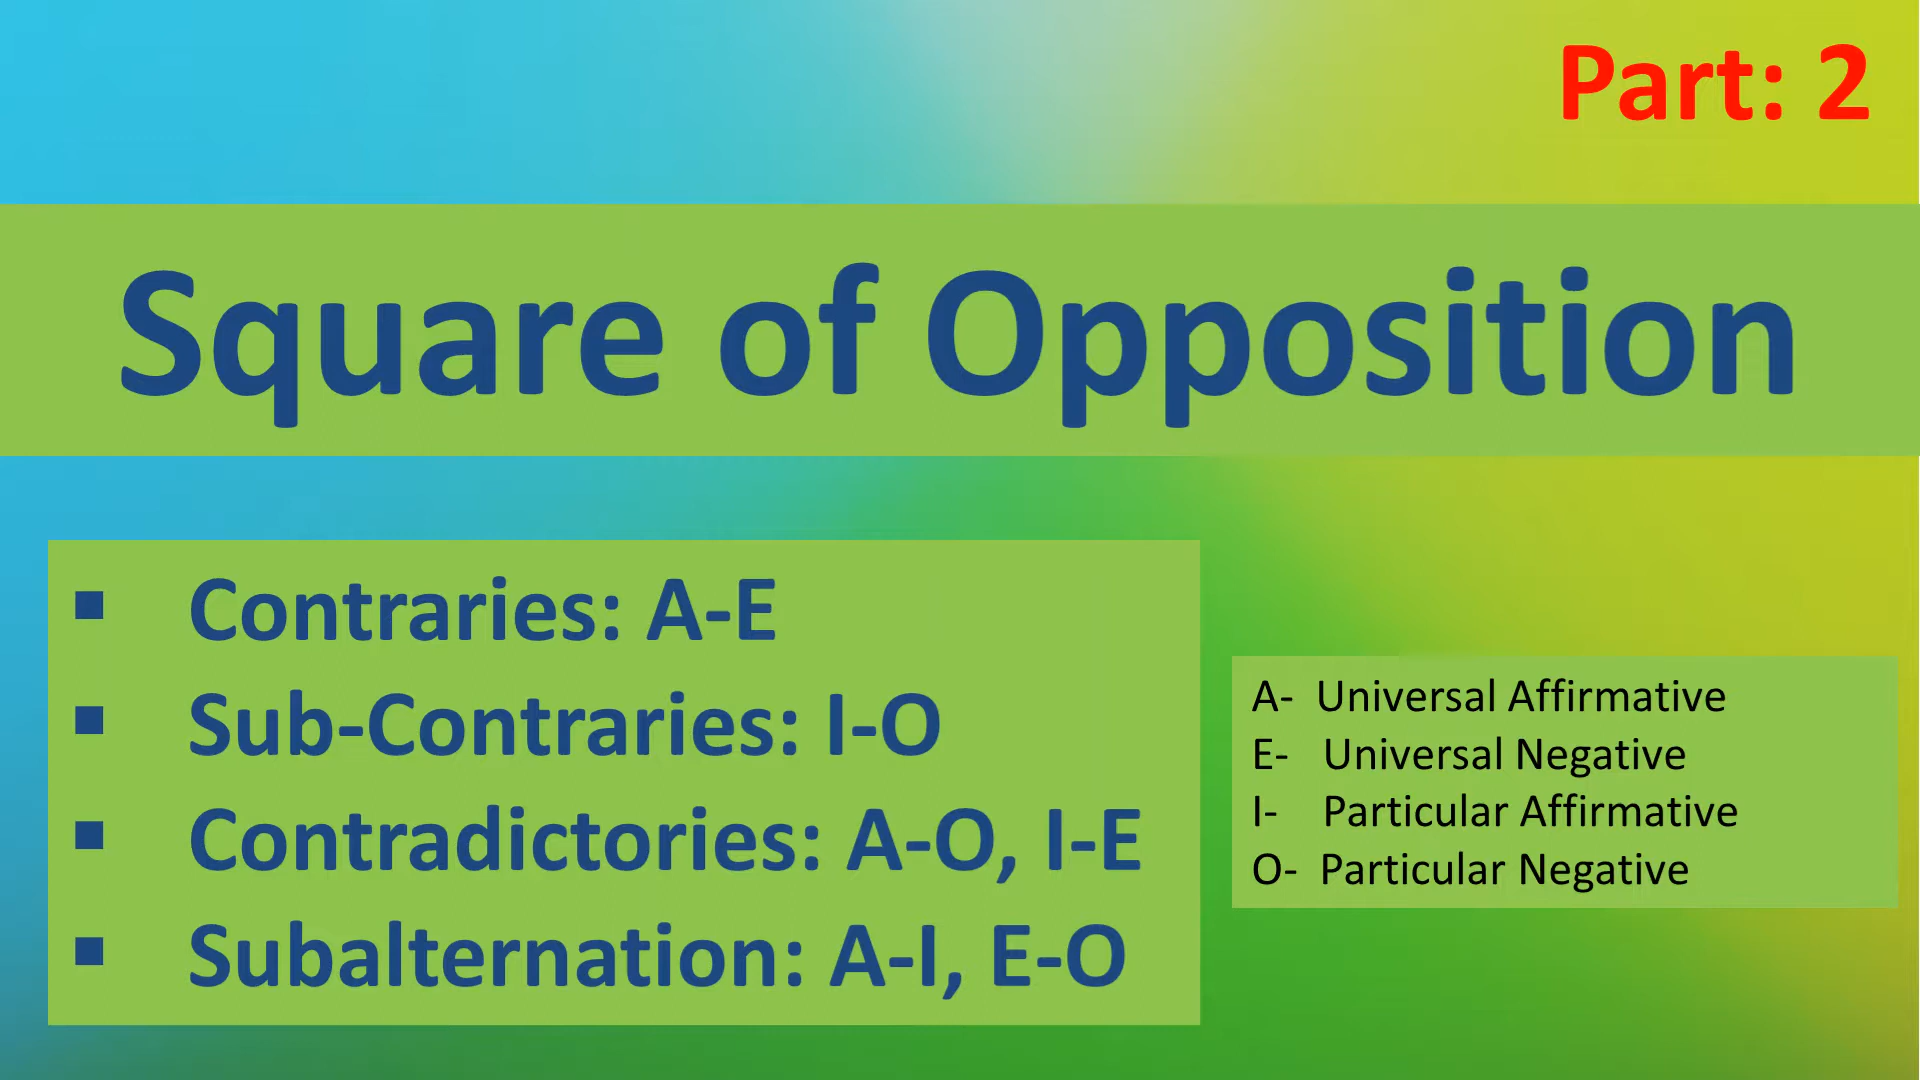 Part: 2
Square of Opposition
▪ Contraries: A-E
▪ Sub-Contraries: I-O
▪ Contradictories: A-O, I-E
▪ Subalternation: A-I, E-O
A- Universal Affirmative
E- Universal Negative
I- Particular Affirmative
O- Particular Negative